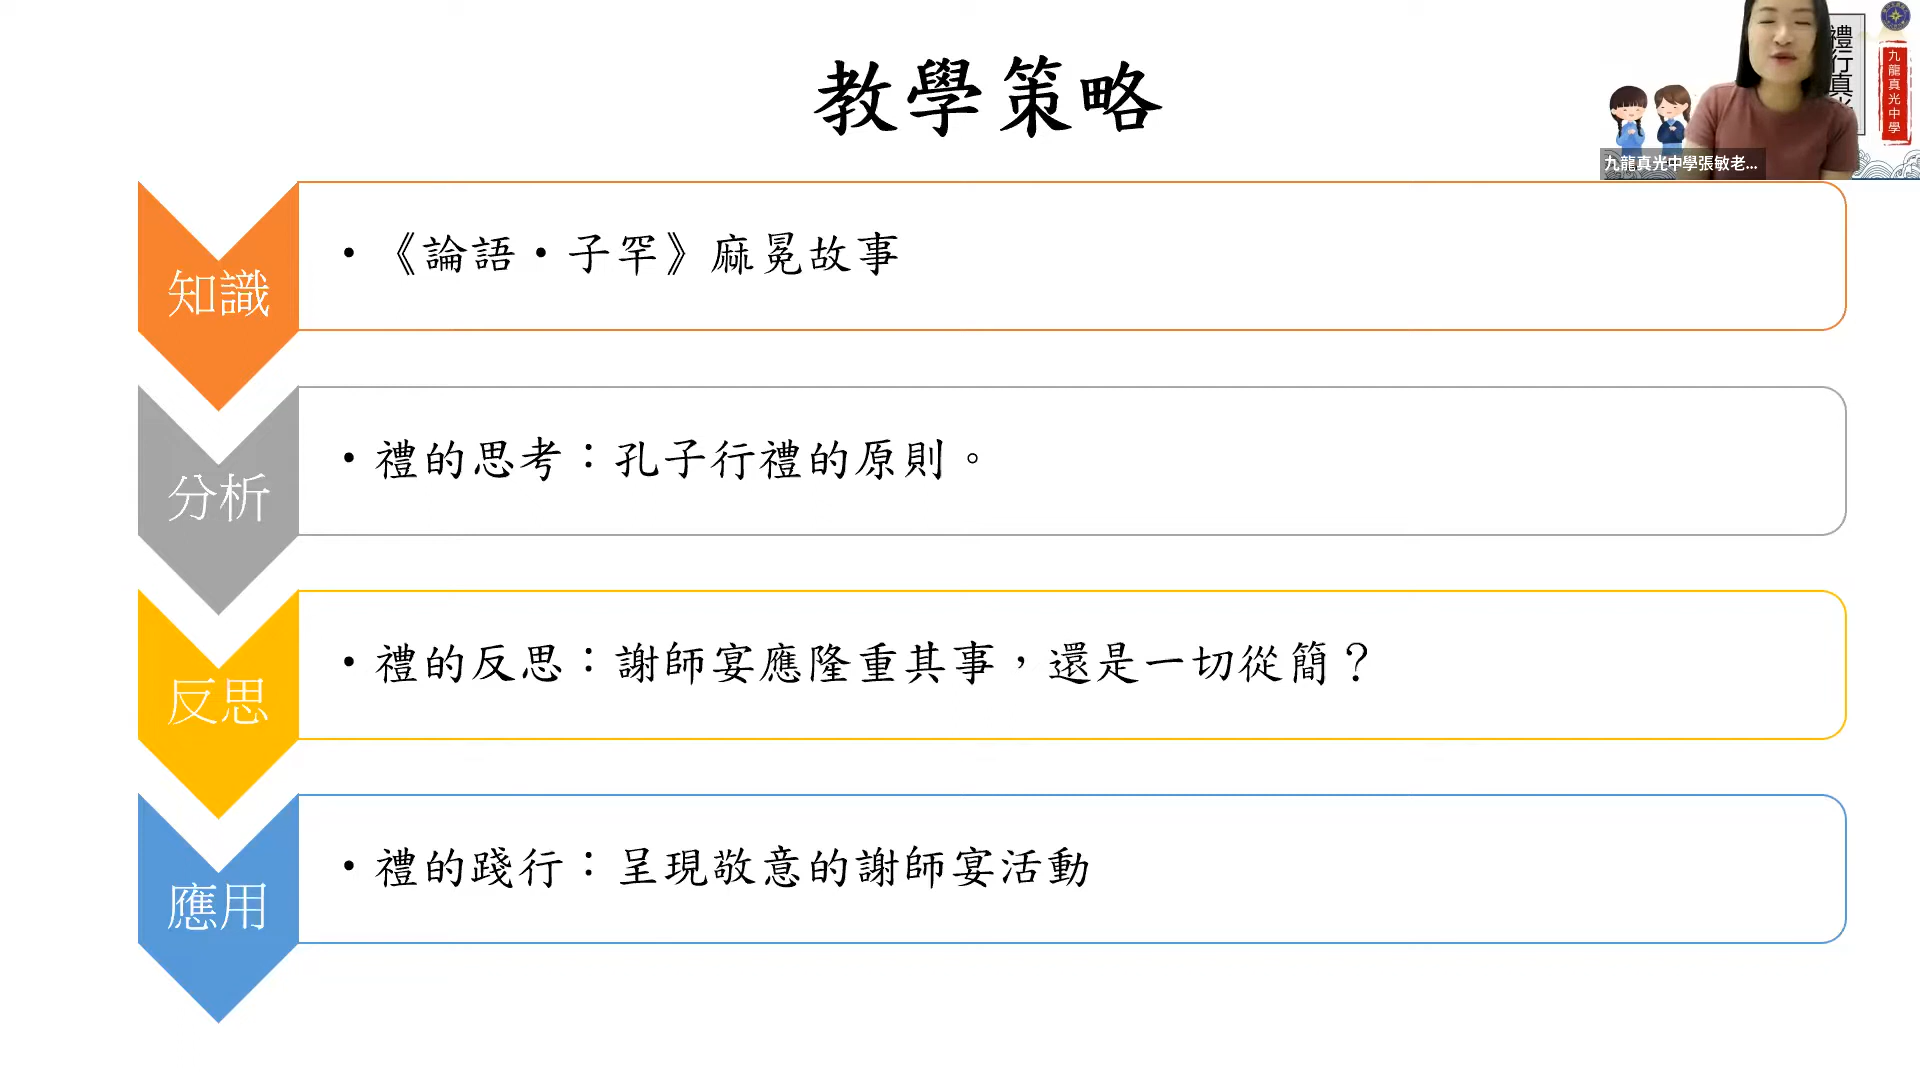 教學策略
禮行真光
九龍真光中學
九龍真光中學張敏老...
知識
•《論語·子罕》麻冕故事
分析
•禮的思考：孔子行禮的原則。
反思
•禮的反思：謝師宴應隆重其事，還是一切從簡？
應用
•禮的踐行：呈現敬意的謝師宴活動